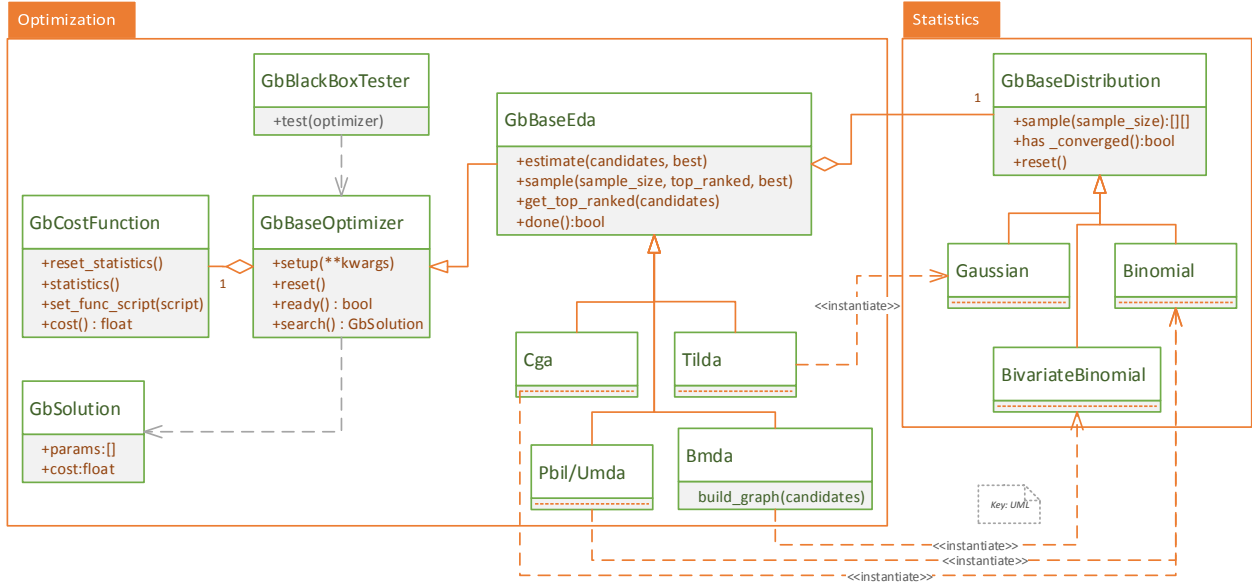 Optimization
Statistics
GbBlackBoxTester
+test(optimizer)
GbBaseEda
+estimate(candidates, best)
+sample(sample_size, top_ranked, best)
+get_top_ranked(candidates)
+done():bool
1
GbBaseDistribution
+sample(sample_size):[][]
+has _converged():bool
+reset()
GbCostFunction
+reset_statistics()
+statistics()
+set_func_script(script)
+cost() : float
1
GbBaseOptimizer
+setup(**kwargs)
+reset()
+ready() : bool
+search() : GbSolution
Gaussian
Binomial
<<instantiate>>
Cga
Tilda
BivariateBinomial
GbSolution
+params:[]
+cost:float
Pbil/Umda
Bmda
build_graph(candidates)
Key: UML
<<instantiate>>
<<instantiate>>
<<instantiate>>